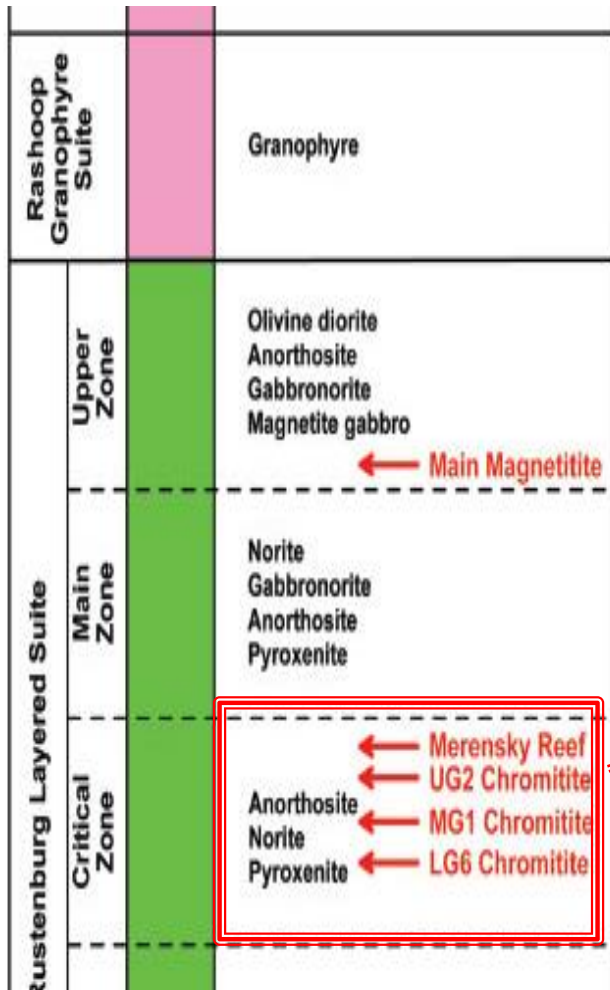 Rashoop
Granophyre
Suite
Granophyre
Rustenburg Layered Suite
Upper
Zone
Olivine diorite
Anorthosite
Gabbronorite
Magnetite gabbro
Main Magnetitite
Main
Zone
Norite
Gabbronorite
Anorthosite
Pyroxenite
Critical
Zone
Merensky Reef
UG2 Chromitite
Anorthosite
MG1 Chromitite
Norite
LG6 Chromitite
Pyroxenite